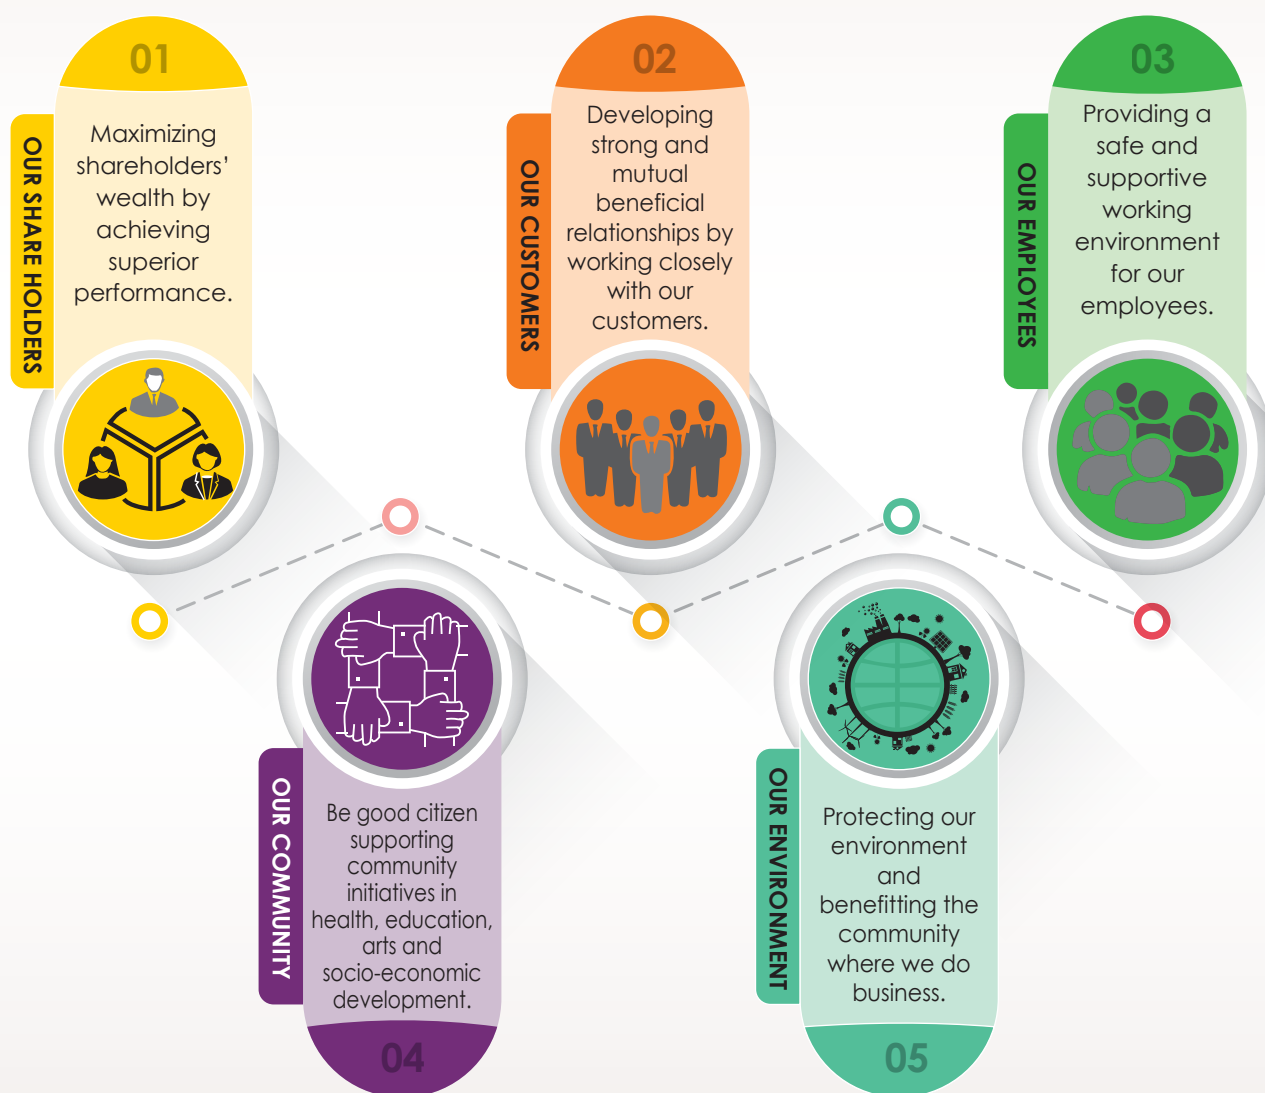 01
OUR SHARE HOLDERS
Maximizing
shareholders'
wealth by
achieving
superior
performance.
02
OUR CUSTOMERS
Developing
strong and
mutual
beneficial
relationships by
working closely
with our
customers.
03
OUR EMPLOYEES
Providing a
safe and
supportive
working
environment
for our
employees.
OUR COMMUNITY
Be good citizen
supporting
community
initiatives in
health, education,
arts and
socio-economic
development.
04
OUR ENVIRONMENT
Protecting our
environment
and
benefitting the
community
where we do
business.
05